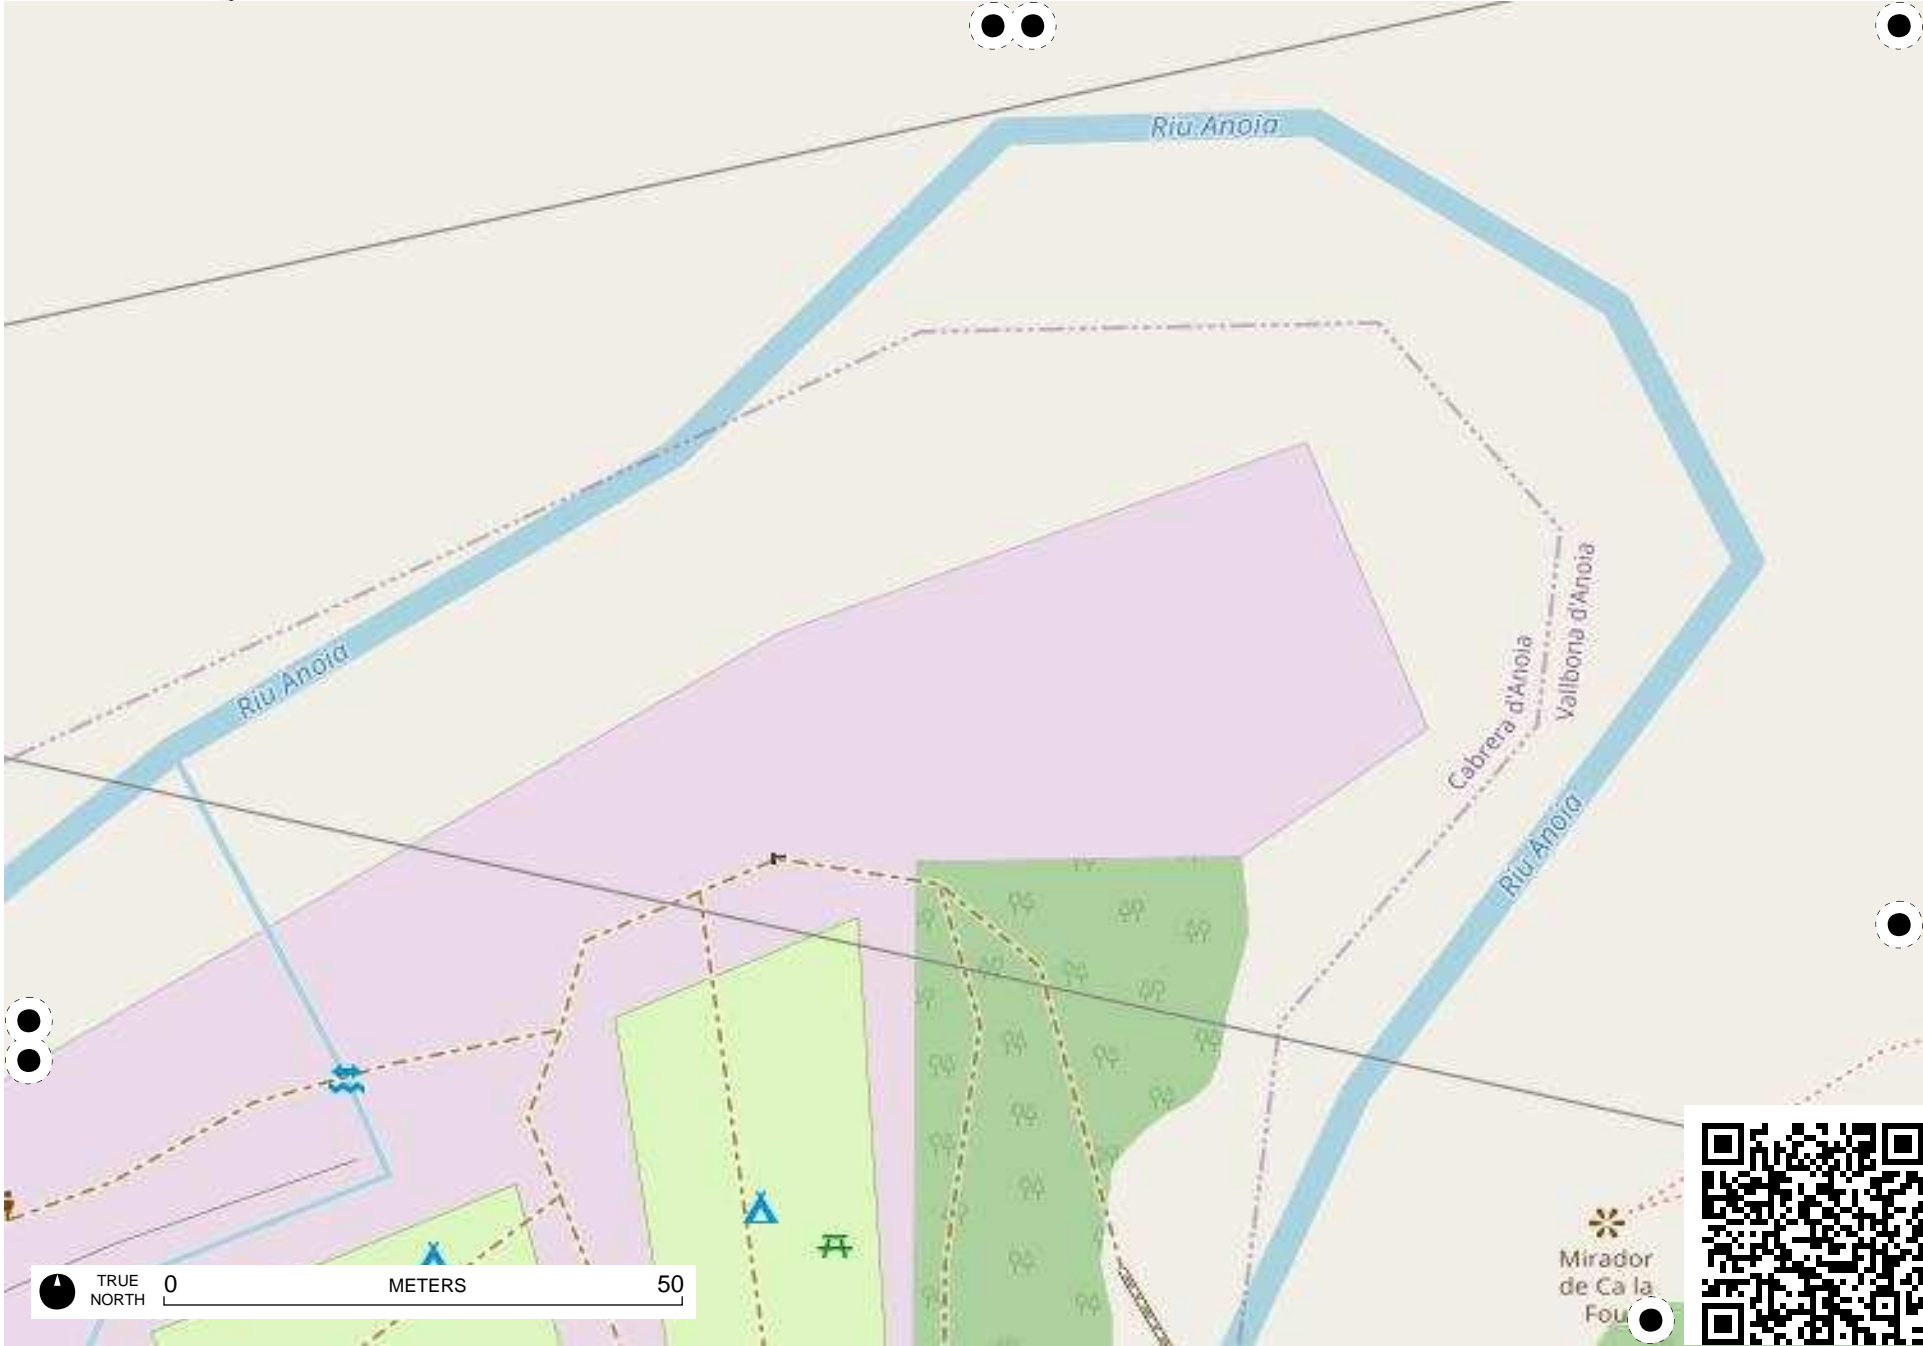 Riu Anoia
Riu Anoia
Cabrera d'Anoia
Vallbona d'Anoia
Riu Anoia
Mirador
de Ca la
TRUE
NORTH
0
METERS
50